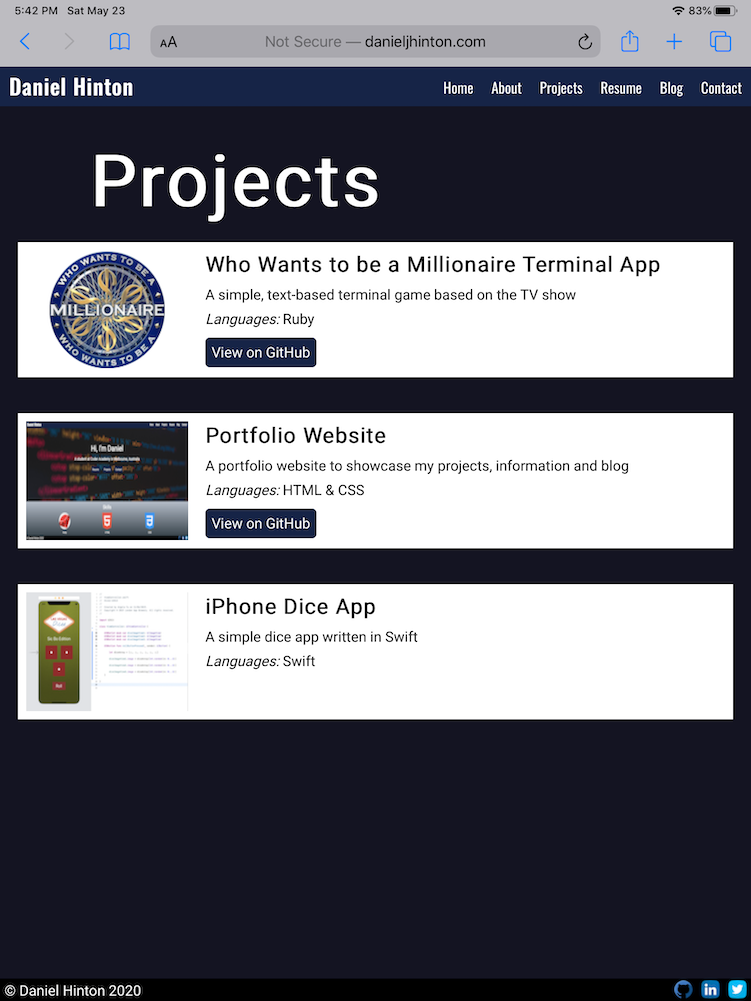 5:42 PM Sat May 23
83%
AA
Not Secure — danieljhinton.com
Daniel Hinton
Home About Projects Resume Blog Contact
Projects
WHO WANTS TO BE A
MILLIONAIRE
WHO WANTS TO BE A
Who Wants to be a Millionaire Terminal App
A simple, text-based terminal game based on the TV show
Languages: Ruby
View on GitHub
Hi, I'm Daniel
Portfolio Website
A portfolio website to showcase my projects, information and blog
Languages: HTML & CSS
View on GitHub
iPhone Dice App
A simple dice app written in Swift
Languages: Swift
© Daniel Hinton 2020
in